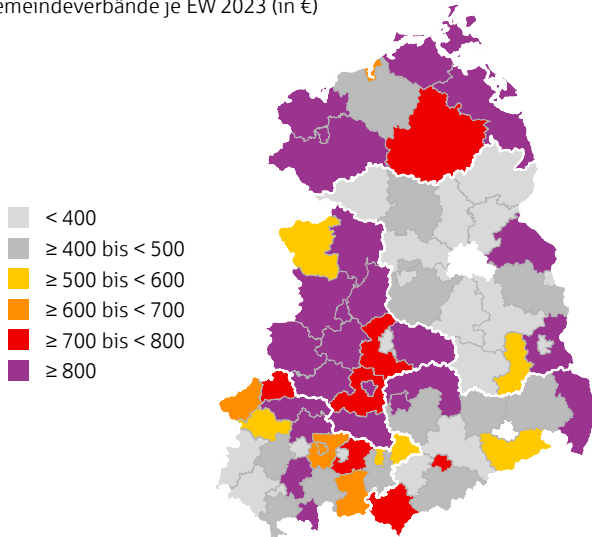 emeindeverbände je EW 2023 (in €)
< 400
≥ 400 bis < 500
≥ 500 bis < 600
≥ 600 bis < 700
≥ 700 bis < 800
≥ 800